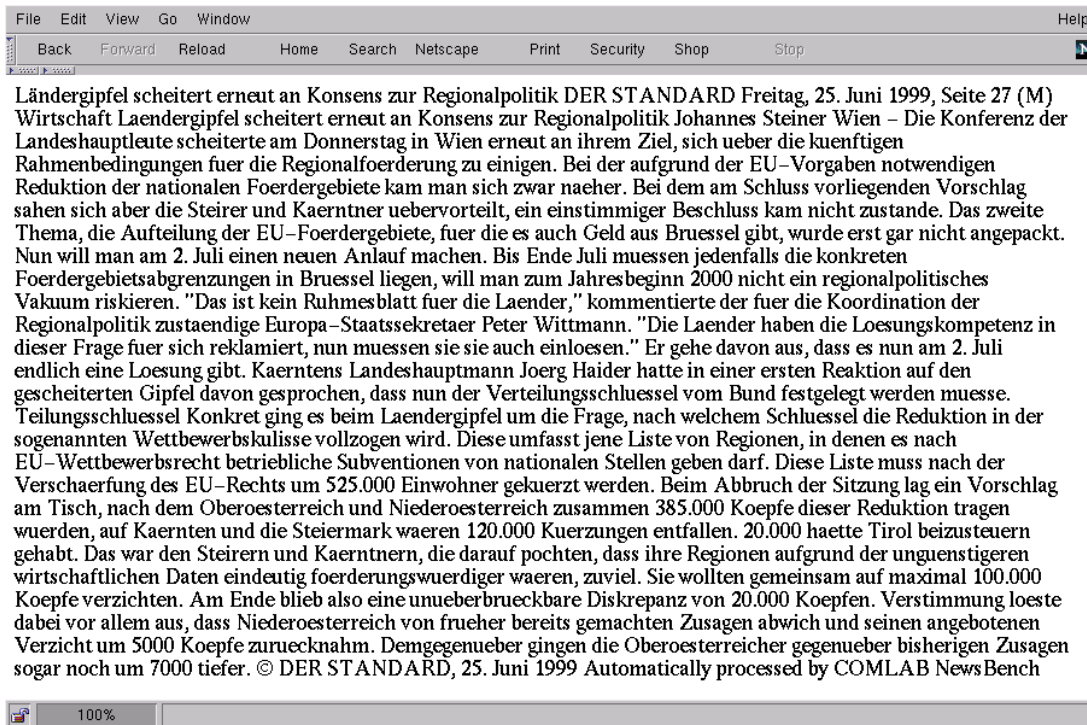 File Edit View Go Window Help
Back Forward Reload Home Search Netscape Print Security Shop Stop N
Ländergipfel scheitert erneut an Konsens zur Regionalpolitik DER STANDARD Freitag, 25. Juni 1999, Seite 27 (M)
Wirtschaft Laendergipfel scheitert erneut an Konsens zur Regionalpolitik Johannes Steiner Wien – Die Konferenz der
Landeshauptleute scheiterte am Donnerstag in Wien erneut an ihrem Ziel, sich ueber die kuenftigen
Rahmenbedingungen fuer die Regionalfoerderung zu einigen. Bei der aufgrund der EU–Vorgaben notwendigen
Reduktion der nationalen Foerdergebiete kam man sich zwar naeher. Bei dem am Schluss vorliegenden Vorschlag
sahen sich aber die Steirer und Kaerntner uebervorteilt, ein einstimmiger Beschluss kam nicht zustande. Das zweite
Thema, die Aufteilung der EU–Foerdergebiete, fuer die es auch Geld aus Bruessel gibt, wurde erst gar nicht angepackt.
Nun will man am 2. Juli einen neuen Anlauf machen. Bis Ende Juli muessen jedenfalls die konkreten
Foerdergebietsabgrenzungen in Bruessel liegen, will man zum Jahresbeginn 2000 nicht ein regionalpolitisches
Vakuum riskieren. "Das ist kein Ruhmesblatt fuer die Laender," kommentierte der fuer die Koordination der
Regionalpolitik zustaendige Europa–Staatssekretaer Peter Wittmann. "Die Laender haben die Loesungskompetenz in
dieser Frage fuer sich reklamiert, nun muessen sie sie auch einloesen." Er gehe davon aus, dass es nun am 2. Juli
endlich eine Loesung gibt. Kaerntens Landeshauptmann Joerg Haider hatte in einer ersten Reaktion auf den
gescheiterten Gipfel davon gesprochen, dass nun der Verteilungsschluessel vom Bund festgelegt werden muesse.
Teilungsschluessel Konkret ging es beim Laendergipfel um die Frage, nach welchem Schluessel die Reduktion in der
sogenannten Wettbewerbskulisse vollzogen wird. Diese umfasst jene Liste von Regionen, in denen es nach
EU–Wettbewerbsrecht betriebliche Subventionen von nationalen Stellen geben darf. Diese Liste muss nach der
Verschaerfung des EU–Rechts um 525.000 Einwohner gekuerzt werden. Beim Abbruch der Sitzung lag ein Vorschlag
am Tisch, nach dem Oberoesterreich und Niederoesterreich zusammen 385.000 Koepfe dieser Reduktion tragen
wuerden, auf Kaernten und die Steiermark waeren 120.000 Kuerzungen entfallen. 20.000 haette Tirol beizusteuern
gehabt. Das war den Steirern und Kaerntnern, die darauf pochten, dass ihre Regionen aufgrund der unguenstigeren
wirtschaftlichen Daten eindeutig foerderungswuerdiger waeren, zuviel. Sie wollten gemeinsam auf maximal 100.000
Koepfe verzichten. Am Ende blieb also eine unueberbrueckbare Diskrepanz von 20.000 Koepfen. Verstimmung loeste
dabei vor allem aus, dass Niederoesterreich von frueher bereits gemachten Zusagen abwich und seinen angebotenen
Verzicht um 5000 Koepfe zuruecknahm. Demgegenueber gingen die Oberoesterreicher gegenueber bisherigen Zusagen
sogar noch um 7000 tiefer. © DER STANDARD, 25. Juni 1999 Automatically processed by COMLAB NewsBench
100%